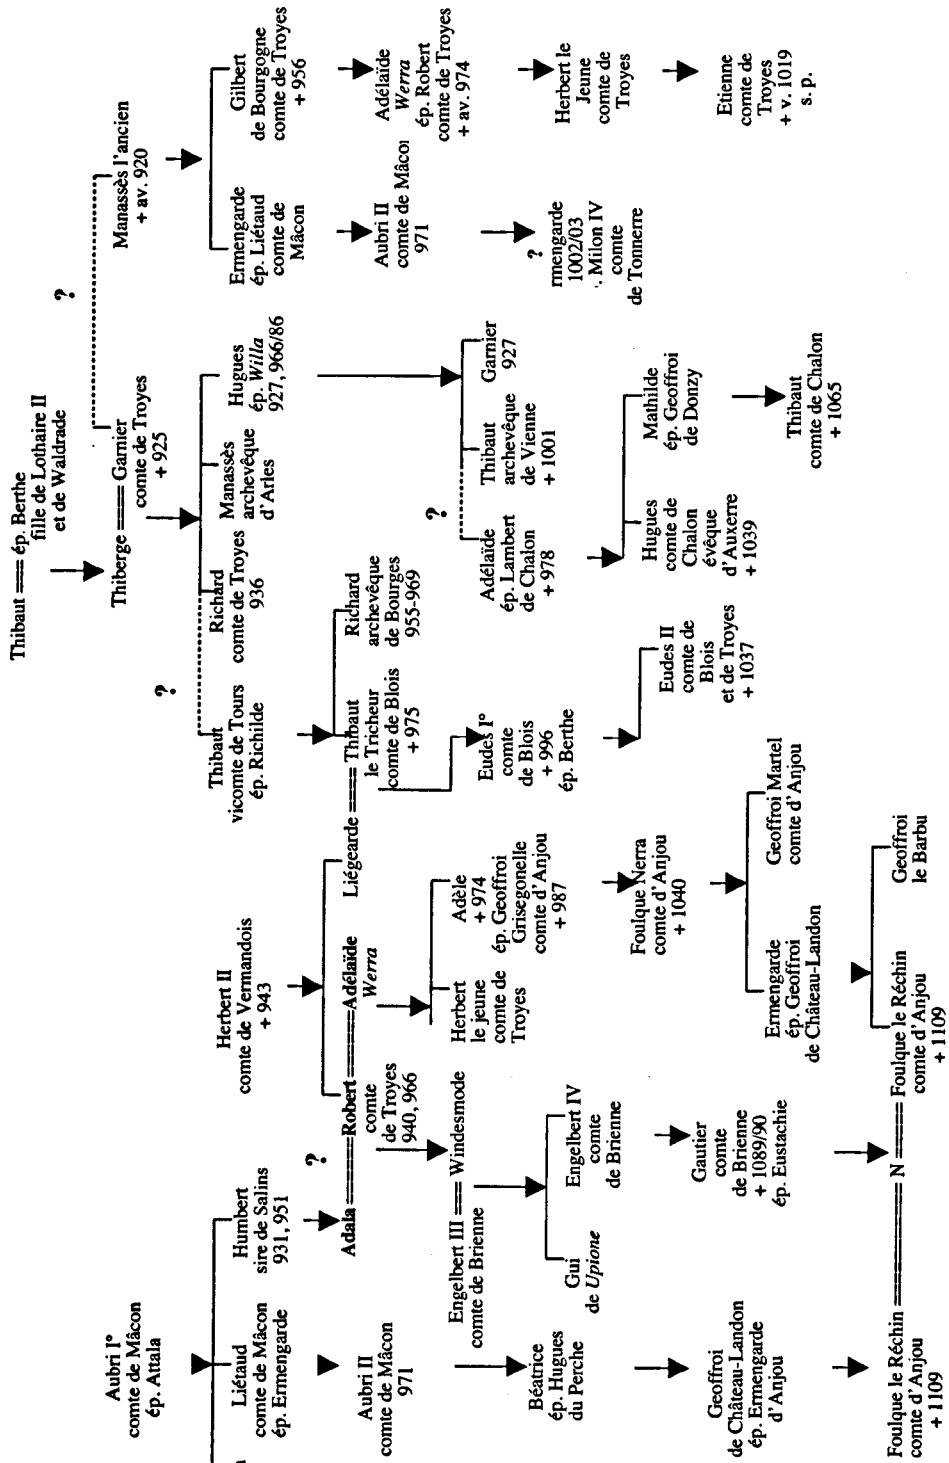 Thibaut === ép. Berthe
fille de Lothaire II
et de Waldrade
?
Thiberge === Garnier
comte de Troyes
+ 925
Manassès l'ancien
+ av. 920
?
Thibaut
vicomte de Tours
ép. Richilde
Richard
comte de Troyes
936
Manassès
archevêque
d'Arles
Hugues
ép. Willa
927, 966/86
Ermengarde
ép. Liétaud
comte de
Mâcon
Gilbert
de Bourgogne
comte de Troyes
+ 956
Aubri II
comte de Mâco
971
Adélaïde
Werra
ép. Robert
comte de Troyes
+ av. 974
?
rmengarde
1002/03
. Milon IV
comte
de Tonnerre
Herbert le
Jeune
comte de
Troyes
Etienne
comte de
Troyes
+ v. 1019
s. p.
?
Adélaïde
ép. Lambert
de Chalon
+ 978
Thibaut
archevêque
de Vienne
+ 1001
Garnier
927
Hugues
comte de
Chalon
évêque
d'Auxerre
+ 1039
Mathilde
ép. Geoffroi
de Donzy
Thibaut
comte de Chalon
+ 1065
Aubri I°
comte de Mâcon
ép. Attala
Liétaud
comte de Mâcon
ép. Ermengarde
Humbert
sire de Salins
931, 951
Herbert II
comte de Vermandois
+ 943
?
Adala ==== Robert ==== Adélaïde
Werra
comte
de Troyes
940, 966
Liégearde ==== Thibaut
le Tricheur
comte de Blois
+ 975
Richard
archevêque
de Bourges
955-969
Aubri II
comte de Mâcon
971
Engelbert III === Windesmode
comte de Brienne
Herbert
le jeune
comte de
Troyes
Adèle
+ 974
ép. Geoffroi
Grisegonelle
comte d'Anjou
+ 987
Eudes I°
comte
de Blois
+ 996
ép. Berthe
Eudes II
comte de
Blois
et de Troyes
+ 1037
Béatrice
ép. Hugues
du Perche
Gui
de Upione
Engelbert IV
comte
de Brienne
Foulque Nerra
comte d'Anjou
+ 1040
Geoffroi
de Château-Landon
ép. Ermengarde
d'Anjou
Gautier
comte
de Brienne
+ 1089/90
ép. Eustachie
Ermengarde
ép. Geoffroi
de Château-Landon
Geoffroi Martel
comte d'Anjou
Foulque le Réchin ======== N ==== Foulque le Réchin
comte d'Anjou
+ 1109
comte d'Anjou
+ 1109
Geoffroi
le Barbu